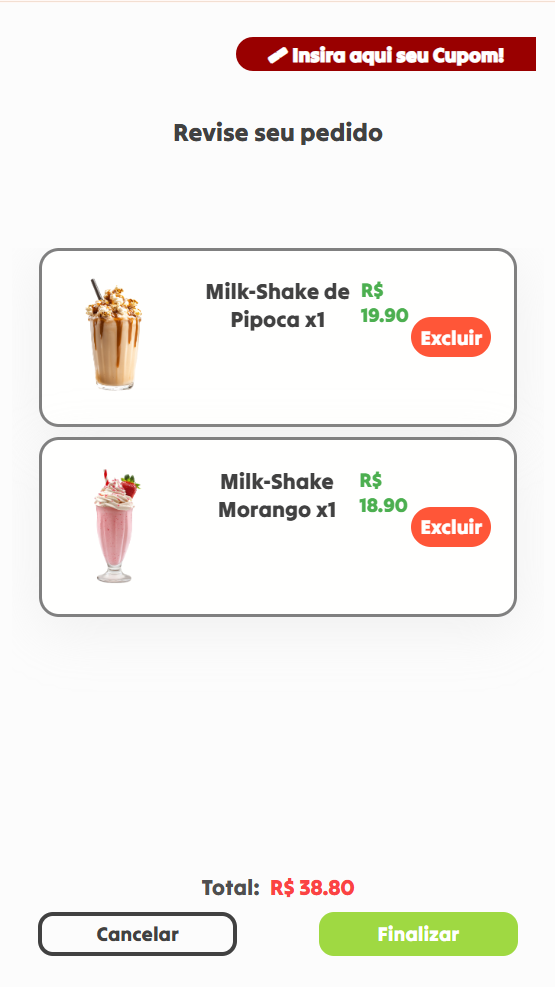 Insira aqui seu Cupom!
Revise seu pedido
Milk-Shake de
Pipoca x1
R$
19.90
Excluir
Milk-Shake
Morango x1
R$
18.90
Excluir
Total: R$ 38.80
Cancelar
Finalizar